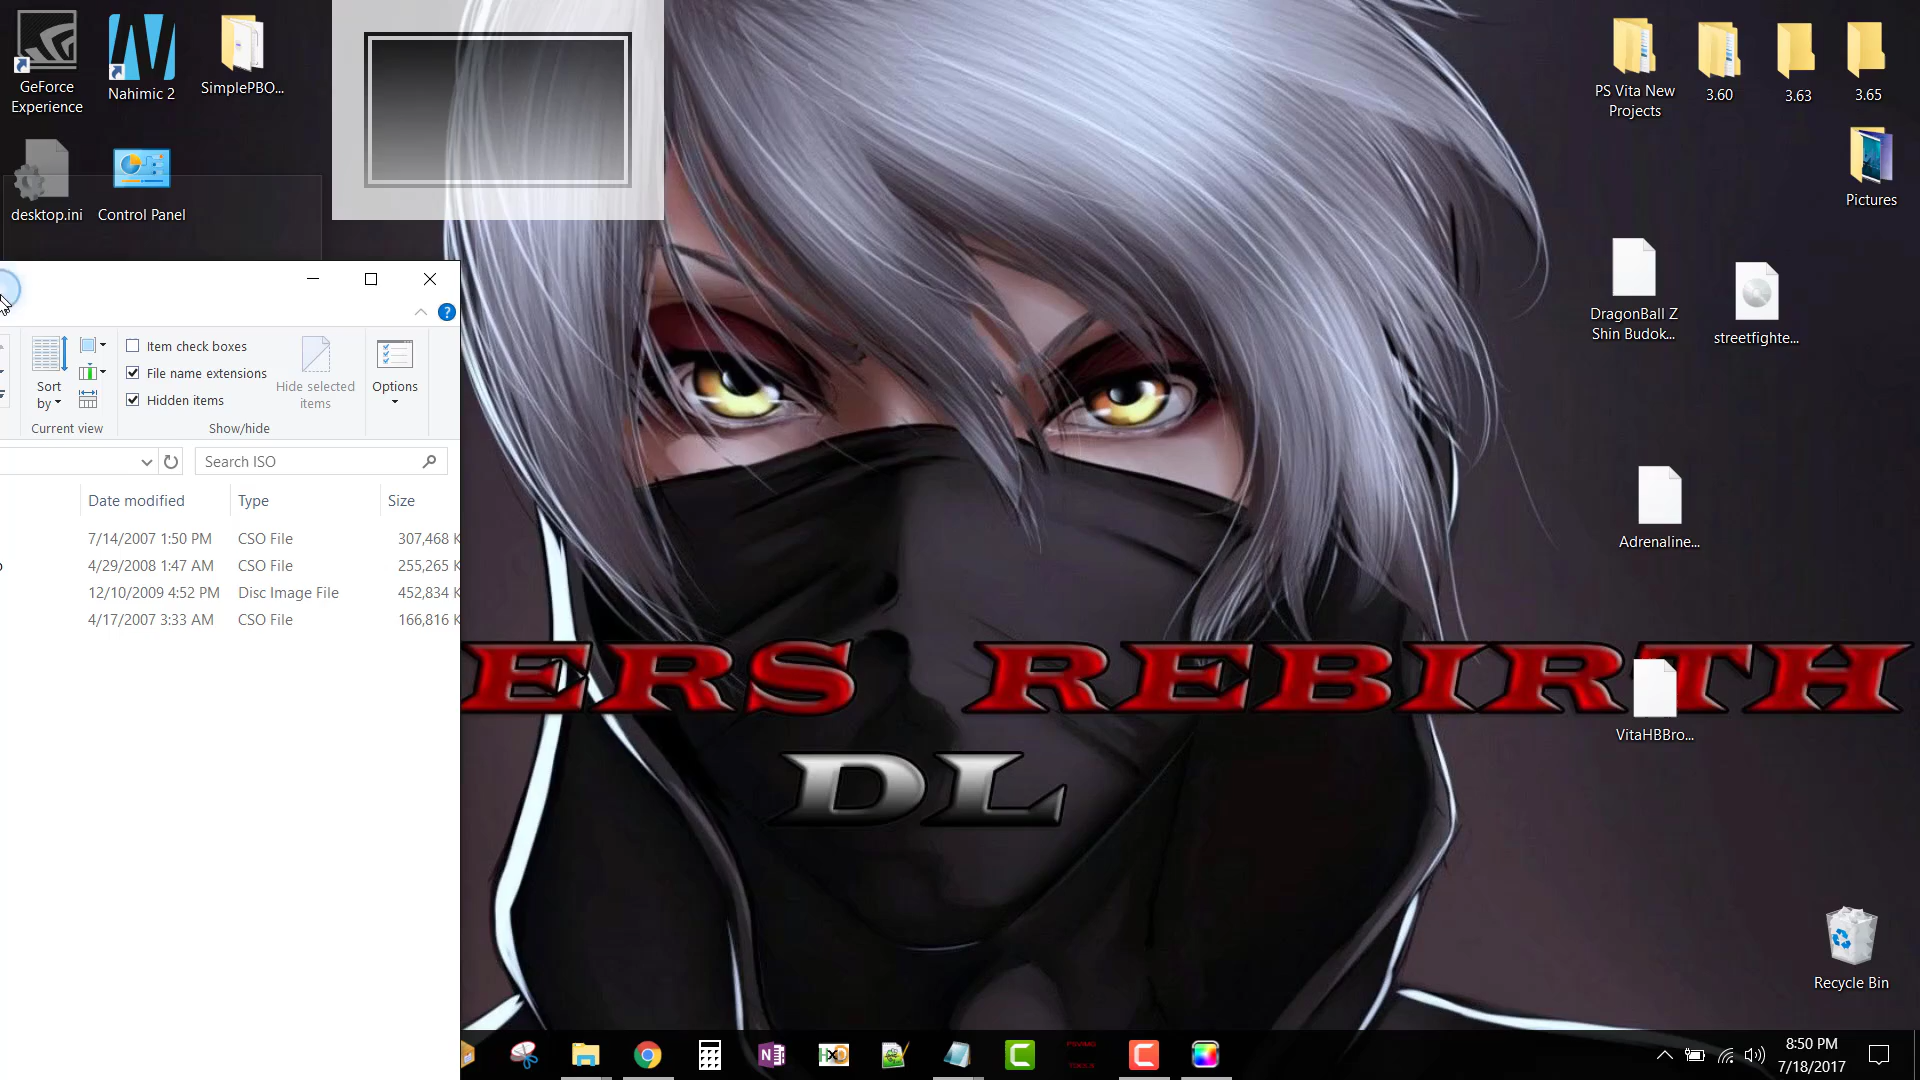 GeForce
Experience
Nahimic 2
SimplePBO...
desktop.ini
Control Panel
PS Vita New
Projects
3.60
3.63
3.65
Pictures
DragonBall Z
Shin Budok...
streetfighte...
Adrenaline...
VitaHBBro...
Recycle Bin
Sort
by
Item check boxes
File name extensions
Hidden items
Hide selected
items
Options
Current view
Show/hide
Search ISO
Date modified Type Size
7/14/2007 1:50 PM CSO File 307,468 K
4/29/2008 1:47 AM CSO File 255,265 K
12/10/2009 4:52 PM Disc Image File 452,834 K
4/17/2007 3:33 AM CSO File 166,816 K
ERS REBIRTH
DL
8:50 PM
7/18/2017